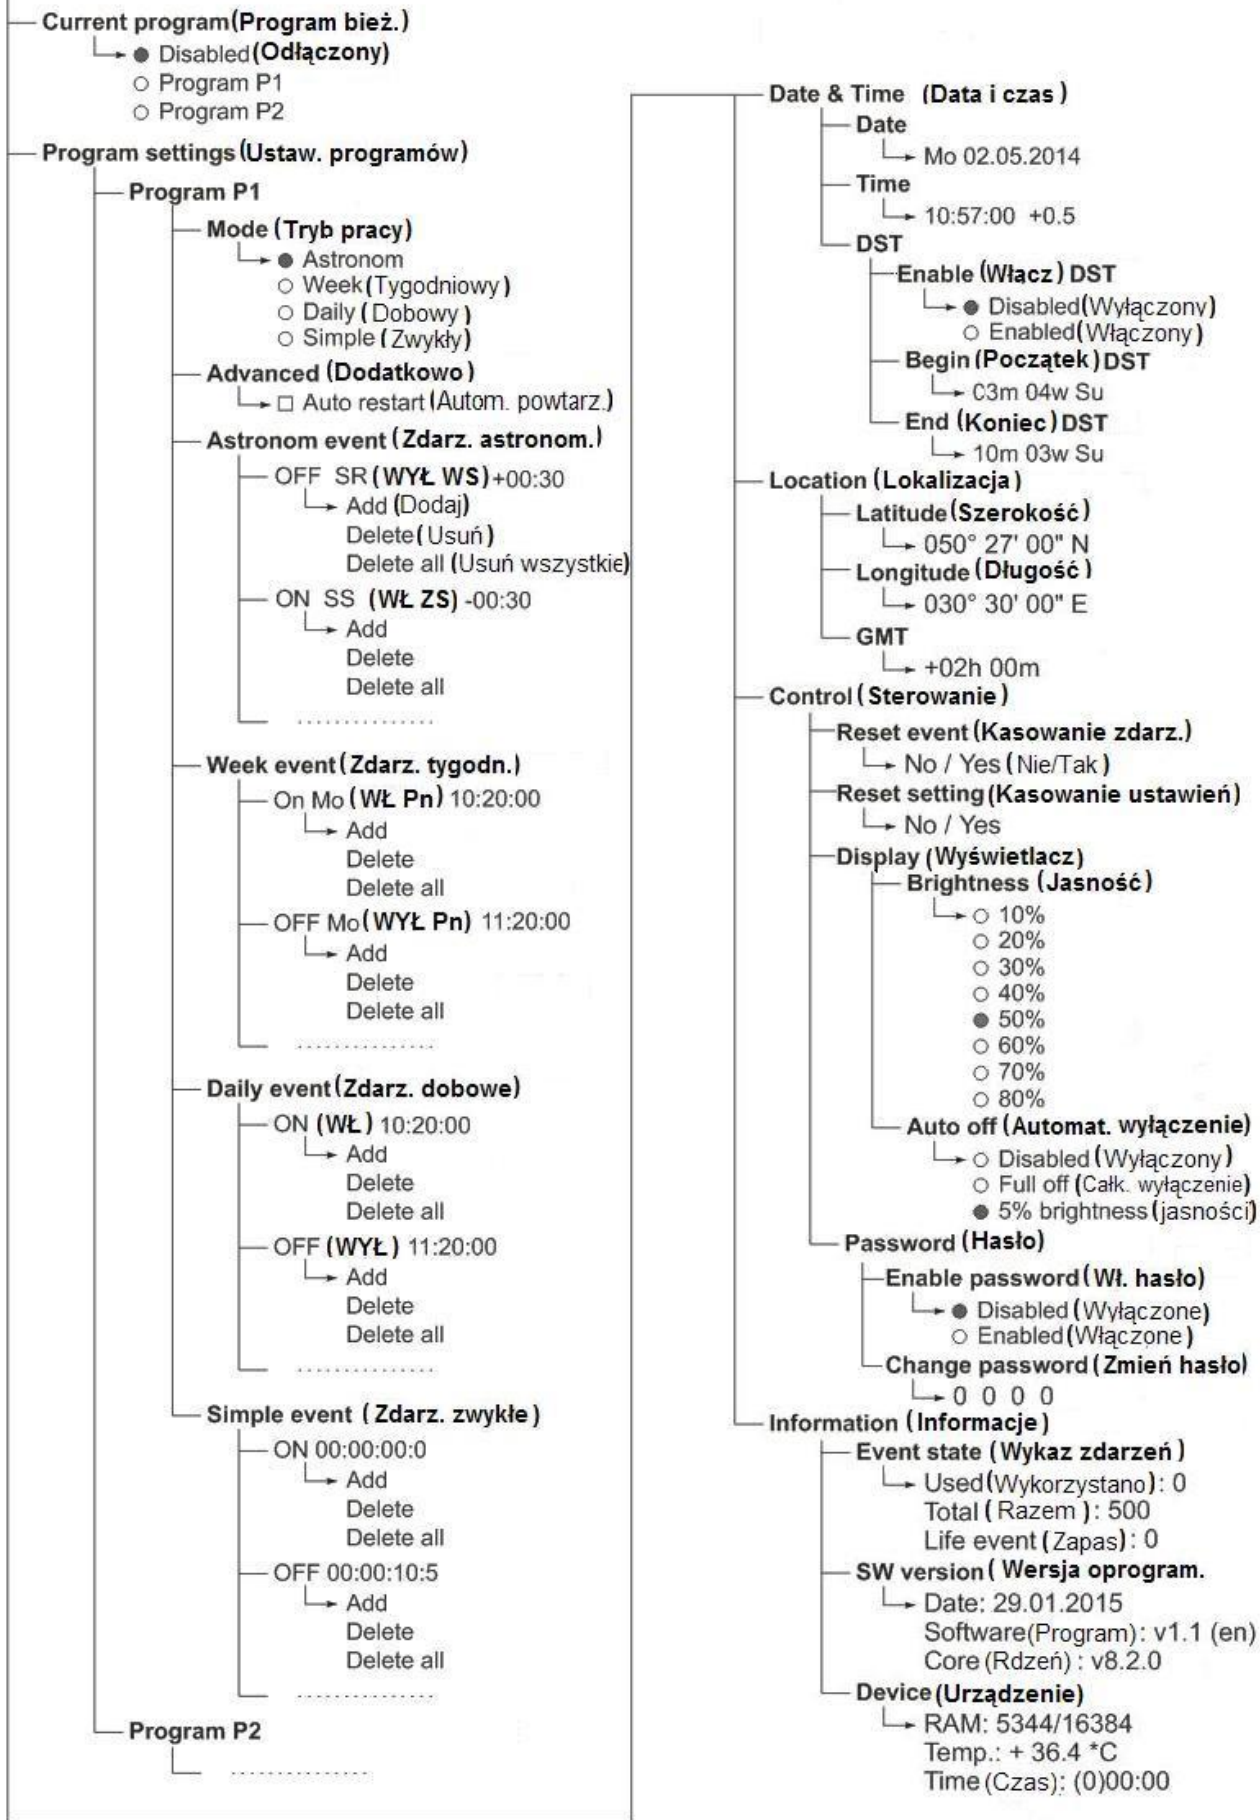 Current program(Program bież.)
Disabled(Odłączony)
Program P1
Program P2
Program settings(Ustaw. programów)
Program P1
Mode (Tryb pracy)
Astronom
Week(Tygodniowy)
Daily (Dobowy)
Simple (Zwykły)
Advanced (Dodatkowo)
Auto restart (Autom. powtarz.)
Astronom event (Zdarz. astronom.)
OFF SR (WYŁ WS)+00:30
Add (Dodaj)
Delete(Usuń)
Delete all (Usuń wszystkie)
ON SS (WŁ ZS) -00:30
Add
Delete
Delete all
...............
Week event(Zdarz. tygodn.)
On Mo (WŁ Pn) 10:20:00
Add
Delete
Delete all
OFF Mo(WYŁ Pn) 11:20:00
Add
Delete
Delete all
...............
Daily event(Zdarz. dobowe)
ON (WŁ) 10:20:00
Add
Delete
Delete all
OFF (WYŁ) 11:20:00
Add
Delete
Delete all
...............
Simple event (Zdarz. zwykłe)
ON 00:00:00:0
Add
Delete
Delete all
OFF 00:00:10:5
Add
Delete
Delete all
...............
Program P2
...............
Date & Time (Data i czas)
Date
Mo 02.05.2014
Time
10:57:00 +0.5
DST
Enable (Włącz) DST
Disabled(Wyłączony)
Enabled(Włączony)
Begin (Początek) DST
03m 04w Su
End (Koniec) DST
10m 03w Su
Location (Lokalizacja)
Latitude(Szerokość)
050° 27' 00" N
Longitude (Długość)
030° 30' 00" E
GMT
+02h 00m
Control (Sterowanie)
Reset event (Kasowanie zdarz.)
No / Yes (Nie/Tak)
Reset setting(Kasowanie ustawień)
No / Yes
Display (Wyświetlacz)
Brightness (Jasność)
10%
20%
30%
40%
50%
60%
70%
80%
Auto off (Automat. wyłączenie)
Disabled (Wyłączony)
Full off (Całk. wyłączenie)
5% brightness (jasności)
Password (Hasło)
Enable password (Wł. hasło)
Disabled (Wyłączone)
Enabled (Włączone)
Change password (Zmień hasło)
0 0 0 0
Information (Informacje)
Event state (Wykaz zdarzeń)
Used(Wykorzystano): 0
Total (Razem): 500
Life event (Zapas): 0
SW version( Wersja oprogram.
Date: 29.01.2015
Software(Program): v1.1 (en)
Core (Rdzeń) : v8.2.0
Device (Urządzenie)
RAM: 5344/16384
Temp.: + 36.4 *C
Time (Czas): (0)00:00